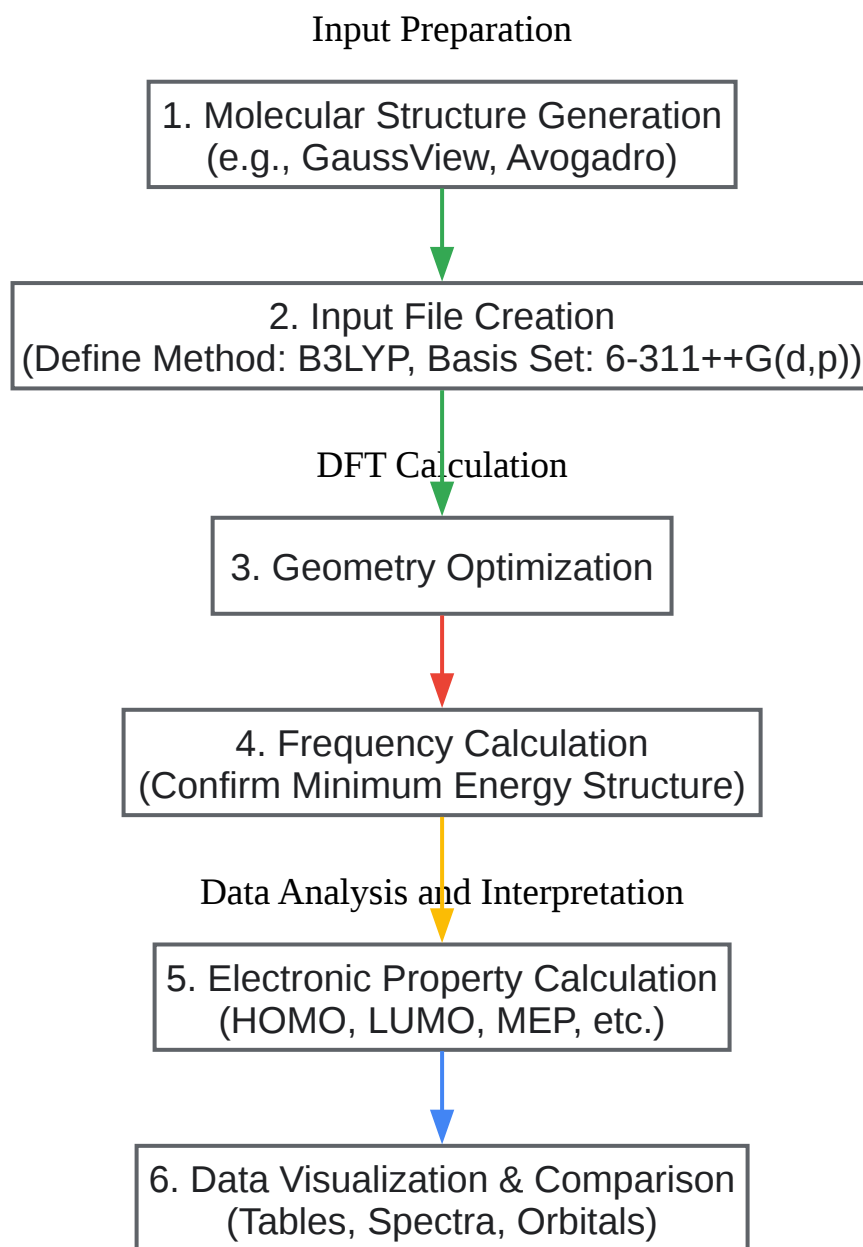 Input Preparation
1. Molecular Structure Generation
(e.g., GaussView, Avogadro)
2. Input File Creation
(Define Method: B3LYP, Basis Set: 6-311++G(d,p))
DFT Calculation
3. Geometry Optimization
4. Frequency Calculation
(Confirm Minimum Energy Structure)
Data Analysis and Interpretation
5. Electronic Property Calculation
(HOMO, LUMO, MEP, etc.)
6. Data Visualization & Comparison
(Tables, Spectra, Orbitals)